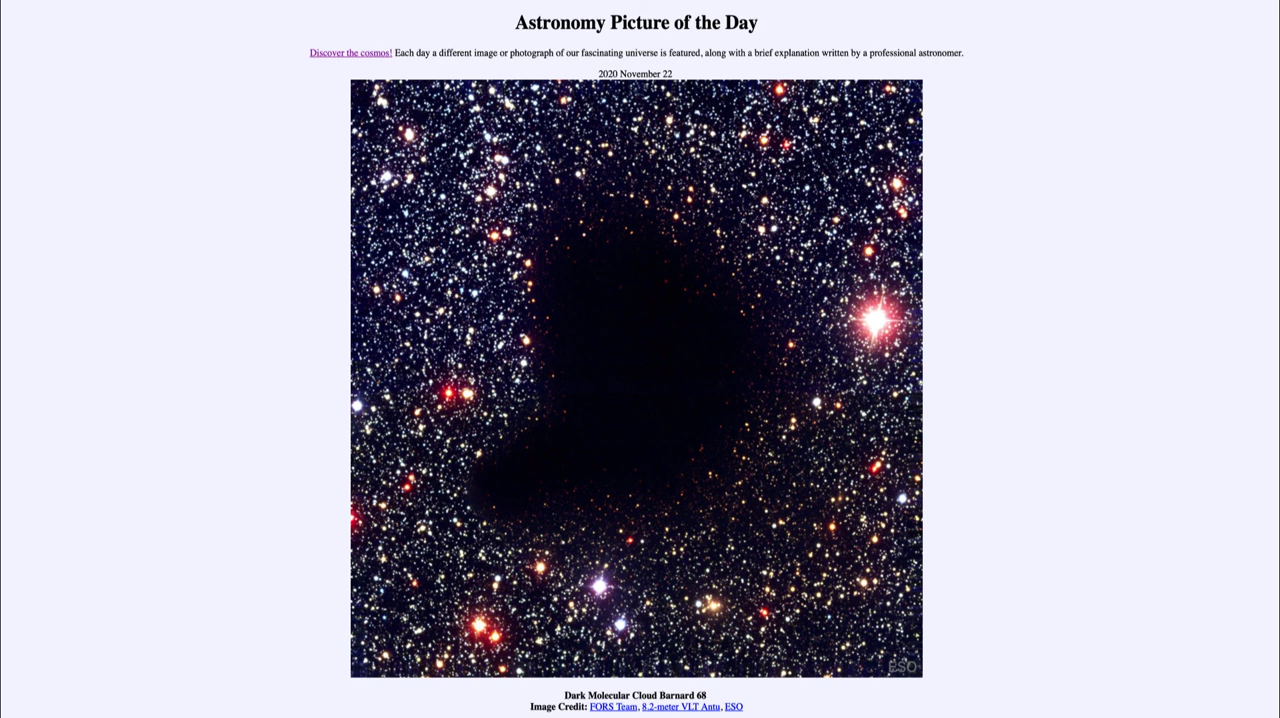 Astronomy Picture of the Day
Discover the cosmos! Each day a different image or photograph of our fascinating universe is featured, along with a brief explanation written by a professional astronomer.
2020 November 22
ESO
Dark Molecular Cloud Barnard 68
Image Credit: FORS Team, 8.2-meter VLT Antu, ESO